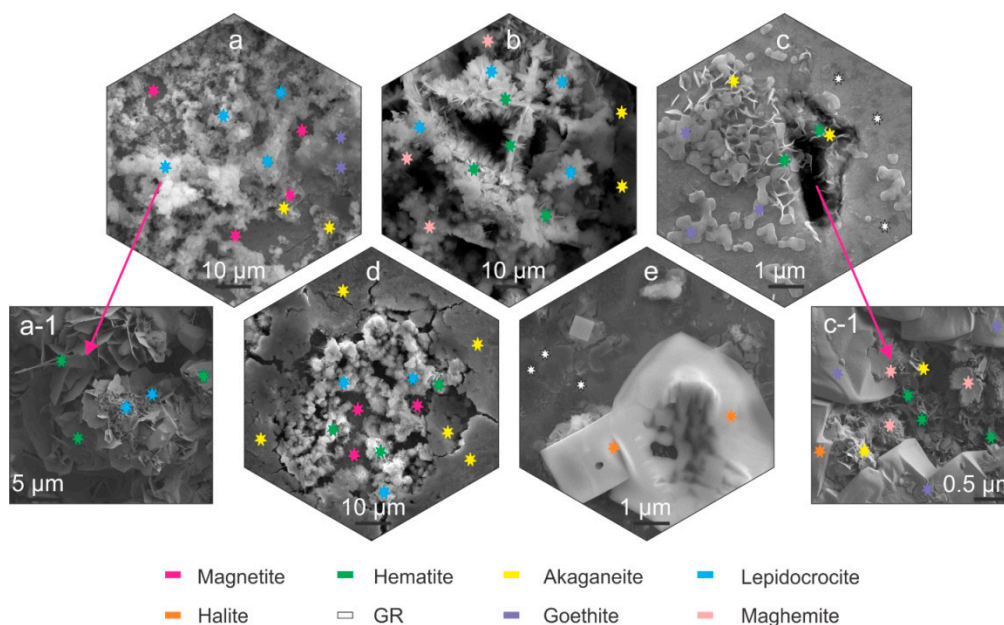 a
b
c
10 µm
10 µm
1 µm
a-1
d
e
c-1
5 µm
10 µm
1 µm
0.5 µm
Magnetite
Hematite
Akaganeite
Lepidocrocite
Halite
GR
Goethite
Maghemite